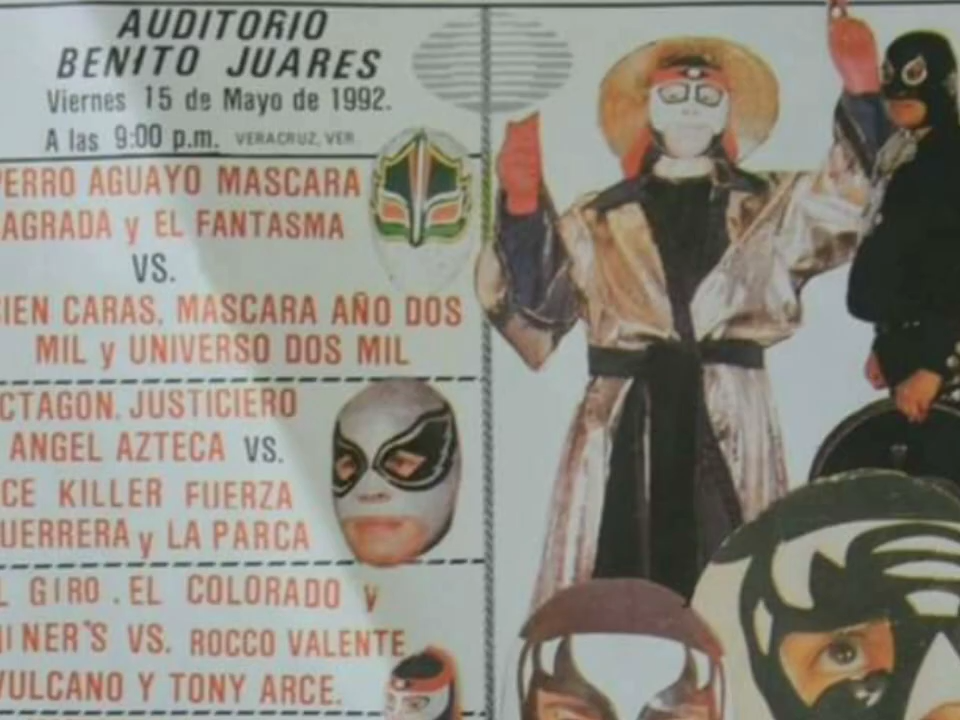 AUDITORIO
BENITO JUARES
Viernes 15 de Mayo de 1992.
A las 9:00 p.m. VERACRUZ, VER
PERRO AGUAYO MASCARA
AGRADA y EL FANTASMA
VS.
CIEN CARAS, MASCARA AÑO DOS
MIL y UNIVERSO DOS MIL
CTAGON, JUSTICIERO
ANGEL AZTECA VS.
CE KILLER FUERZA
UERRERA y LA PARCA
L GIRO, EL COLORADO y
NER'S VS. ROCCO VALENTE
VULCANO Y TONY ARCE.